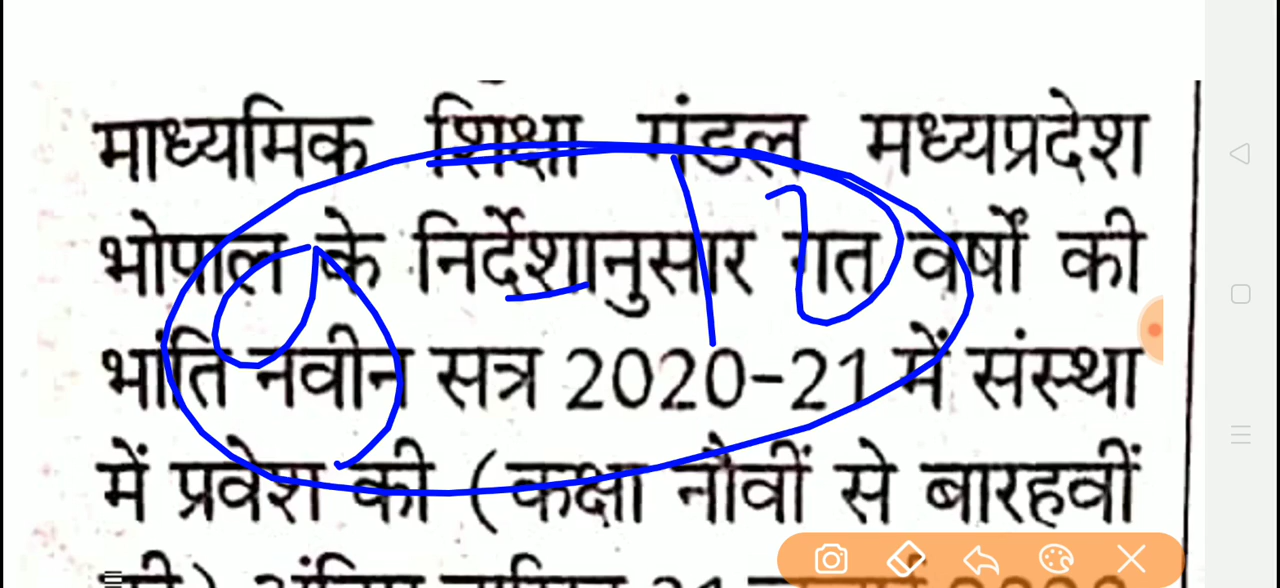 माध्यमिक शिक्षा मंडल मध्यप्रदेश
भोपाल के निर्देशानुसार गत वर्षों की
भांति नवीन सत्र 2020-21 में संस्था
में प्रवेश की (कक्षा नौवीं से बारहवीं